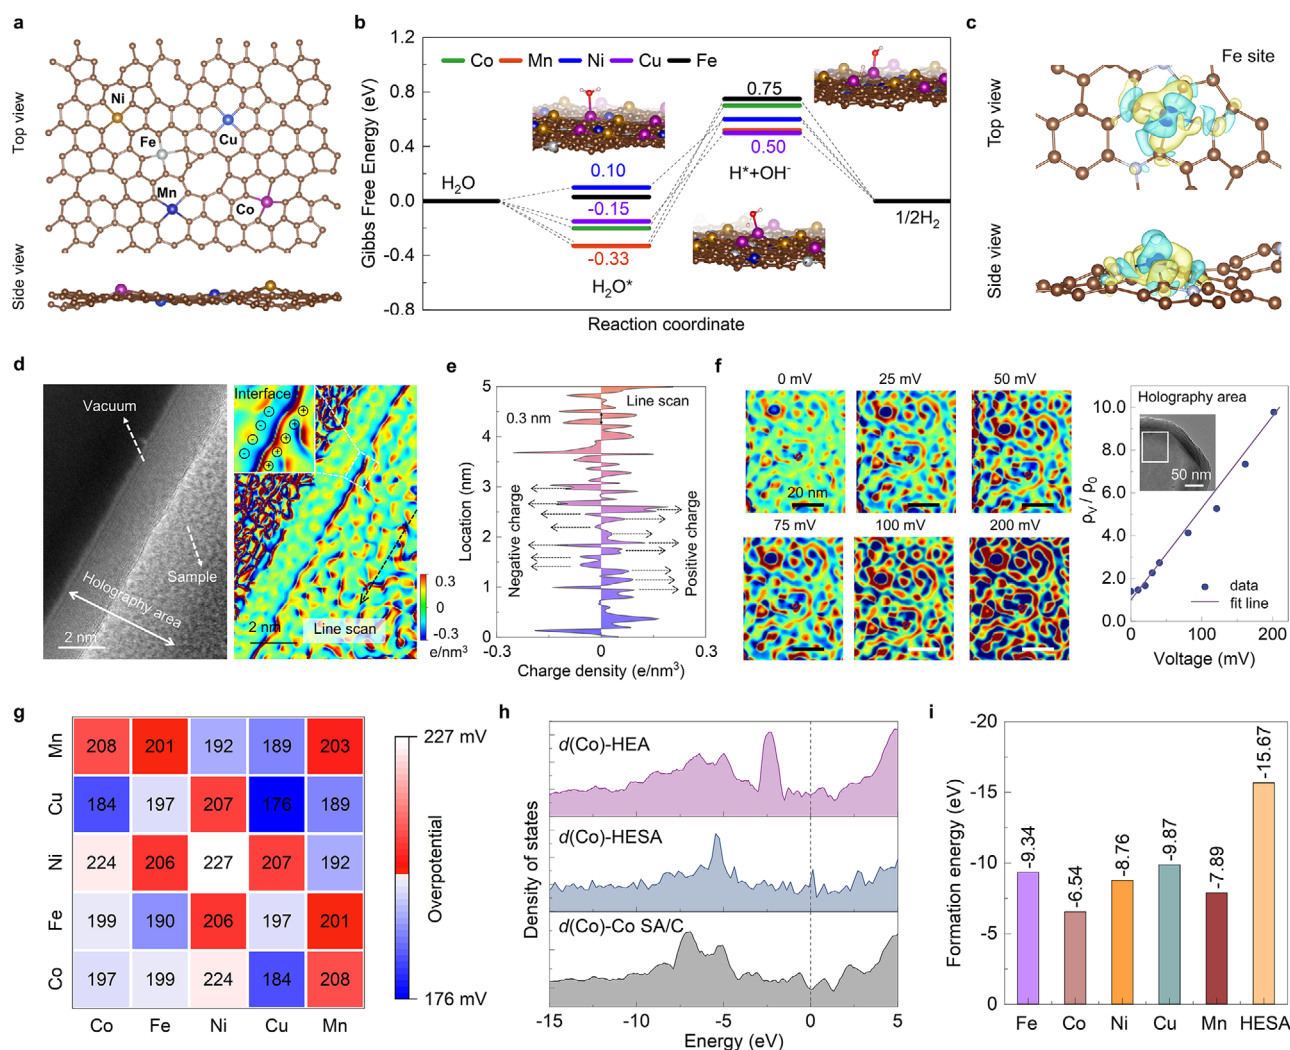 a
Top view
Ni
Cu
Fe
Mn
Co
Side view
b
Gibbs Free Energy (eV)
1.2
0.8
0.4
0.0
-0.4
-0.8
Co Mn Ni Cu Fe
H₂O
0.10
-0.15
-0.33
H₂O*
0.75
0.50
H*+OH⁻
1/2H₂
Reaction coordinate
c
Fe site
Top view
Side view
d
Vacuum
Sample
Holography area
2 nm
Interface
2 nm
Line scan
0.3
0
-0.3
e/nm³
e
Line scan
0.3 nm
Location (nm)
5
4
3
2
1
0
Negative charge
Positive charge
-0.3 0 0.3
Charge density (e/nm³)
f
0 mV 25 mV 50 mV
20 nm
75 mV 100 mV 200 mV
Holography area
50 nm
ρV / ρ0
10.0
8.0
6.0
4.0
2.0
0.0
data
fit line
0 100 200
Voltage (mV)
g
Mn 208 201 192 189 203
Cu 184 197 207 176 189
Ni 224 206 227 207 192
Fe 199 190 206 197 201
Co 197 199 224 184 208
Co Fe Ni Cu Mn
227 mV
Overpotential
176 mV
h
Density of states
d(Co)-HEA
d(Co)-HESA
d(Co)-Co SA/C
-15 -10 -5 0 5
Energy (eV)
i
Formation energy (eV)
-20
-15
-10
-5
0
-9.34
-6.54
-8.76
-9.87
-7.89
-15.67
Fe Co Ni Cu Mn HESA